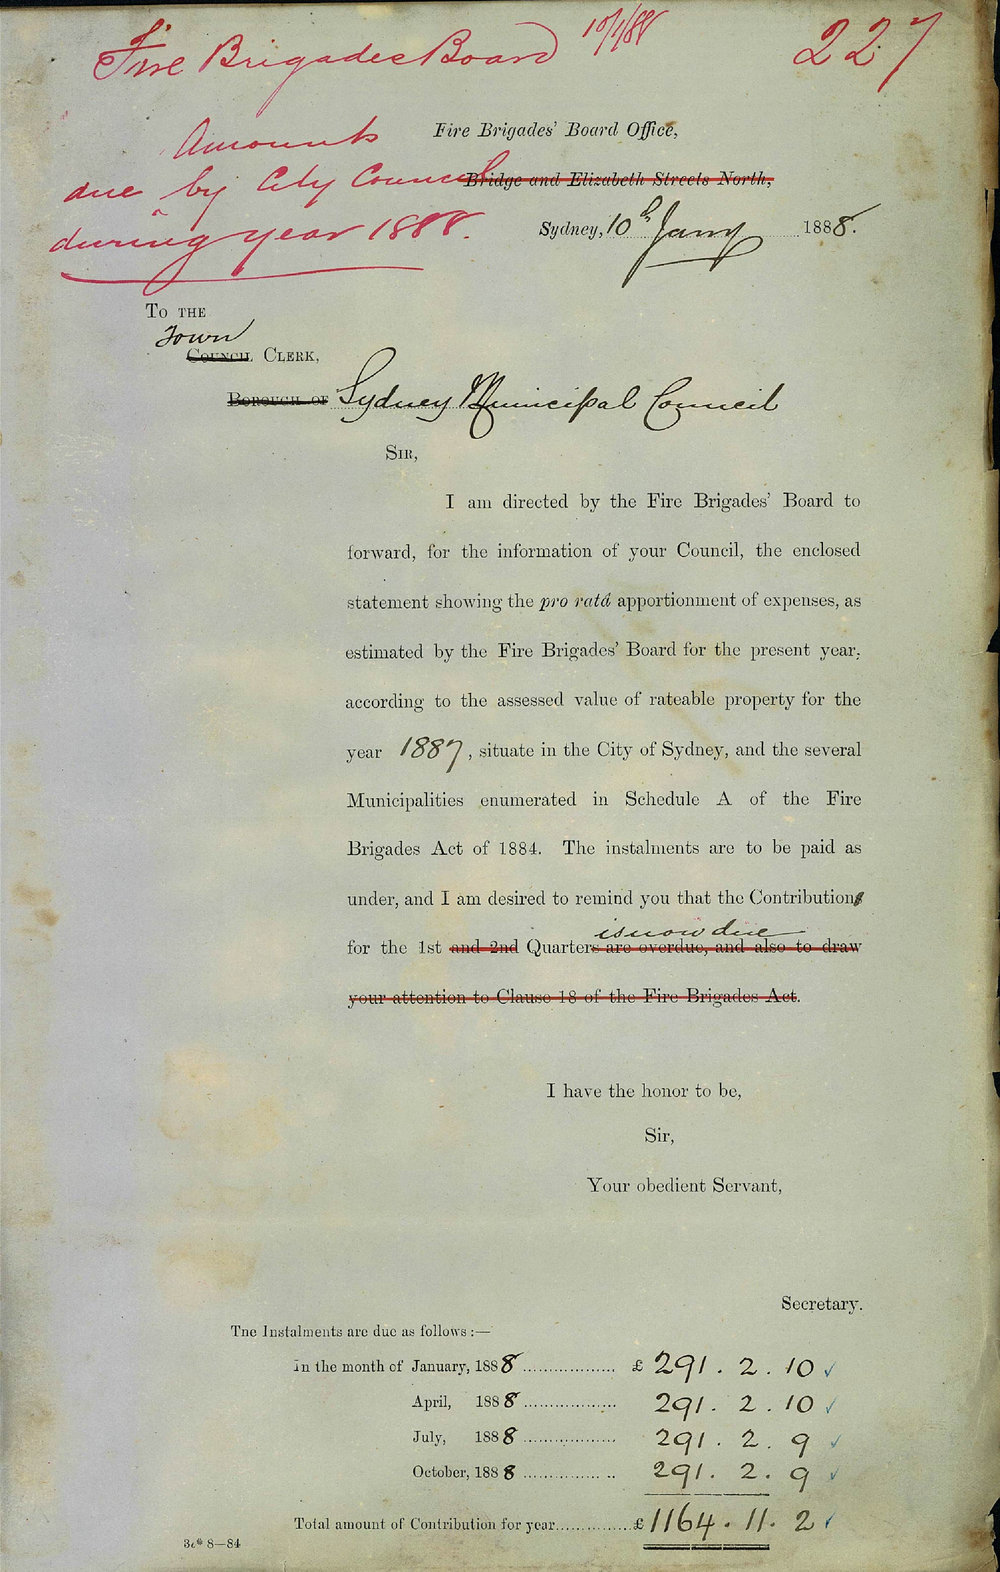 Fire Brigades Board 10/1/88
227
Amounts
due by City Council
during year 1888.
Fire Brigades' Board Office,
Bridge and Elizabeth Streets North,
Sydney, 10th Jany 1888.
To the
Town
Council Clerk,
Borough of Sydney Municipal Council
Sir,
I am directed by the Fire Brigades' Board to
forward, for the information of your Council, the enclosed
statement showing the pro ratâ apportionment of expenses, as
estimated by the Fire Brigades' Board for the present year,
according to the assessed value of rateable property for the
year 1887, situate in the City of Sydney, and the several
Municipalities enumerated in Schedule A of the Fire
Brigades Act of 1884. The instalments are to be paid as
under, and I am desired to remind you that the Contributions
is now due
for the 1st and 2nd Quarters are overdue, and also to draw
your attention to Clause 18 of the Fire Brigades Act.
I have the honor to be,
Sir,
Your obedient Servant,
Secretary.
The Instalments are due as follows :—
In the month of January, 1888 .................. £ 291 . 2 . 10 ✓
April, 1888 .................. 291 . 2 . 10 ✓
July, 1888 .................. 291 . 2 . 9 ✓
October, 1888 .................. 291 . 2 . 9 ✓
Total amount of Contribution for year............... £ 1164 . 11 . 2 ✓
8—84